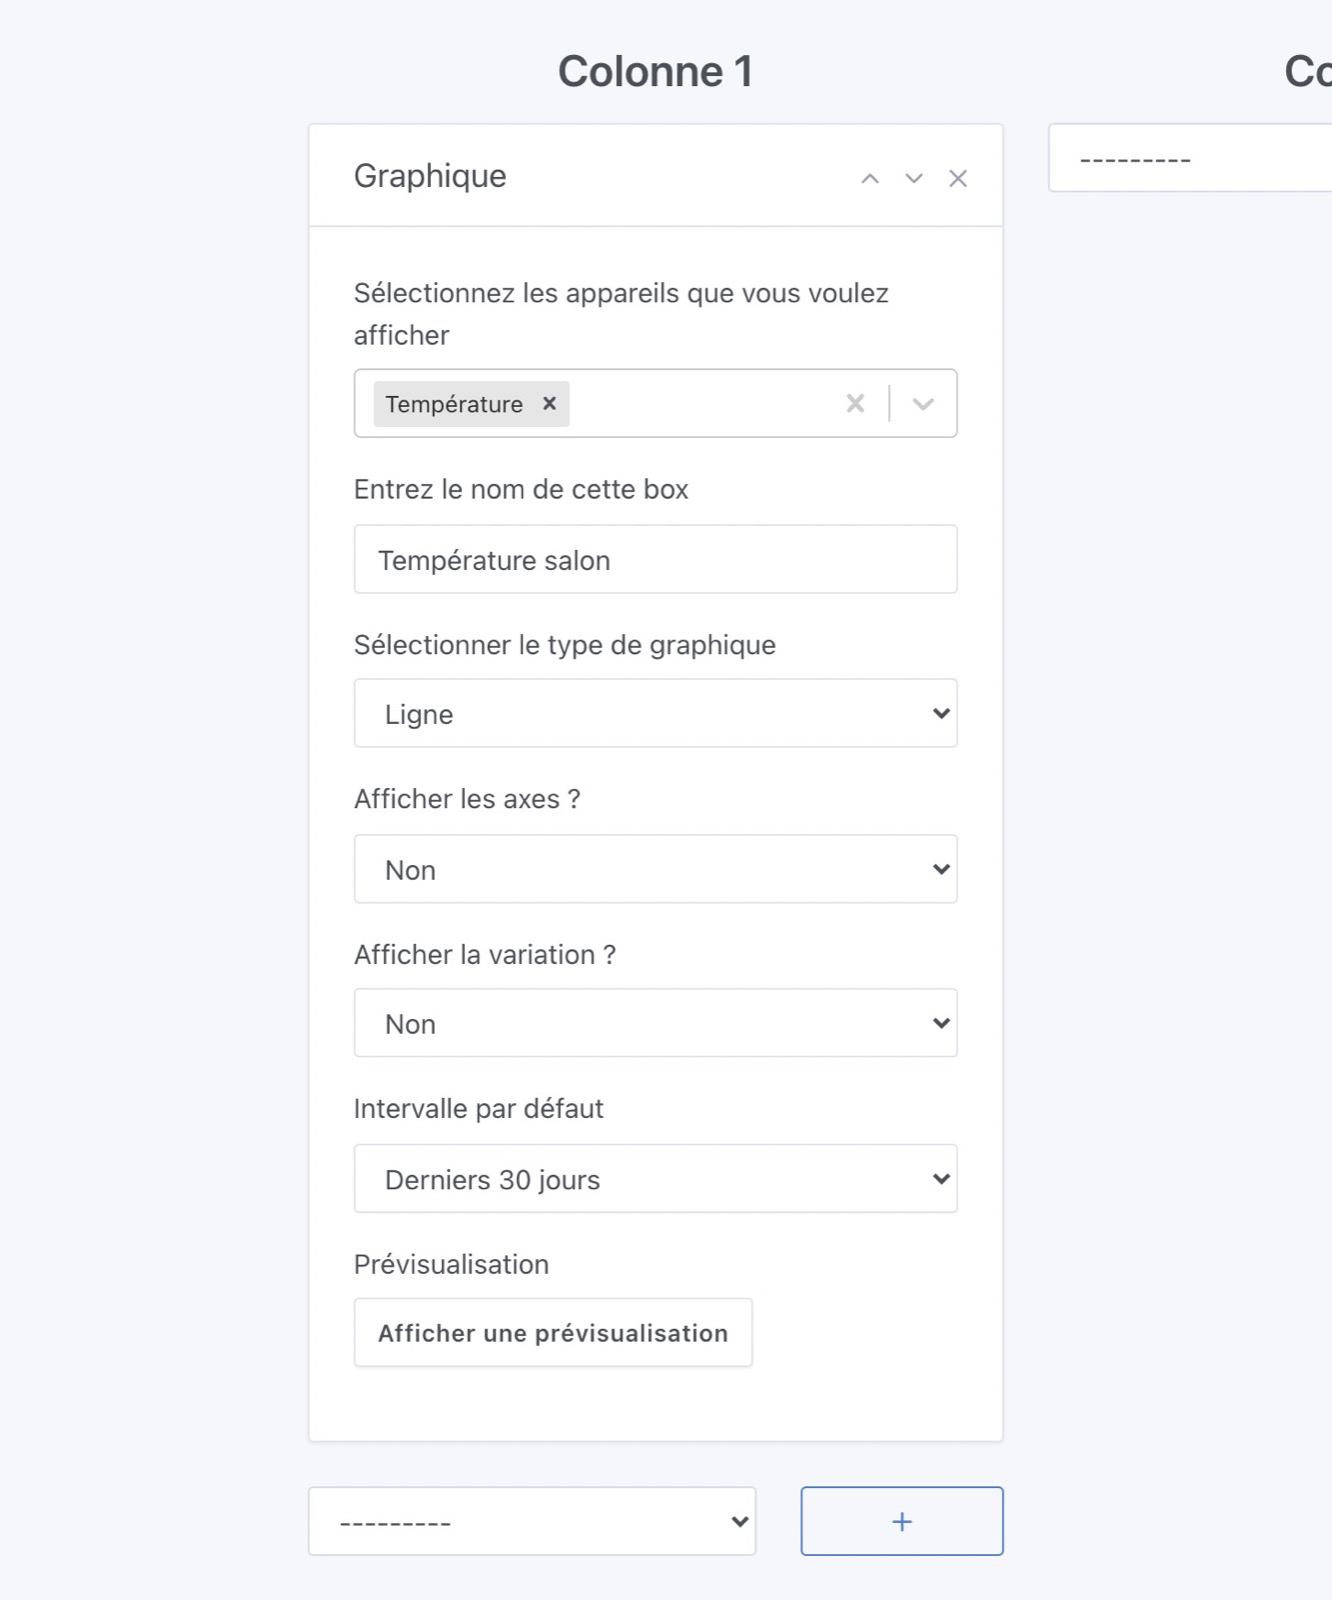 Colonne 1
Co
Graphique
---------
Sélectionnez les appareils que vous voulez
afficher
Température
Entrez le nom de cette box
Température salon
Sélectionner le type de graphique
Ligne
Afficher les axes ?
Non
Afficher la variation ?
Non
Intervalle par défaut
Derniers 30 jours
Prévisualisation
Afficher une prévisualisation
---------
+